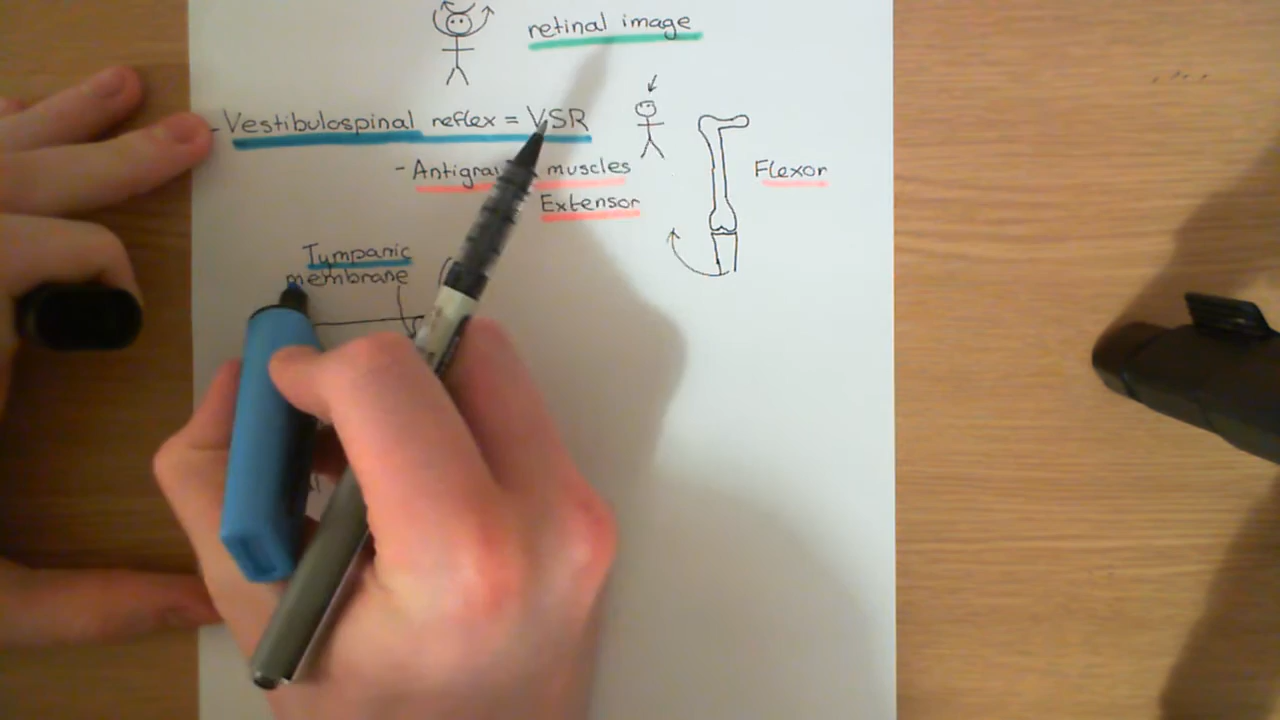 retinal image
- Vestibulospinal reflex = VSR
- Antigra muscles
Extensor
Flexor
Tympanic
membrane